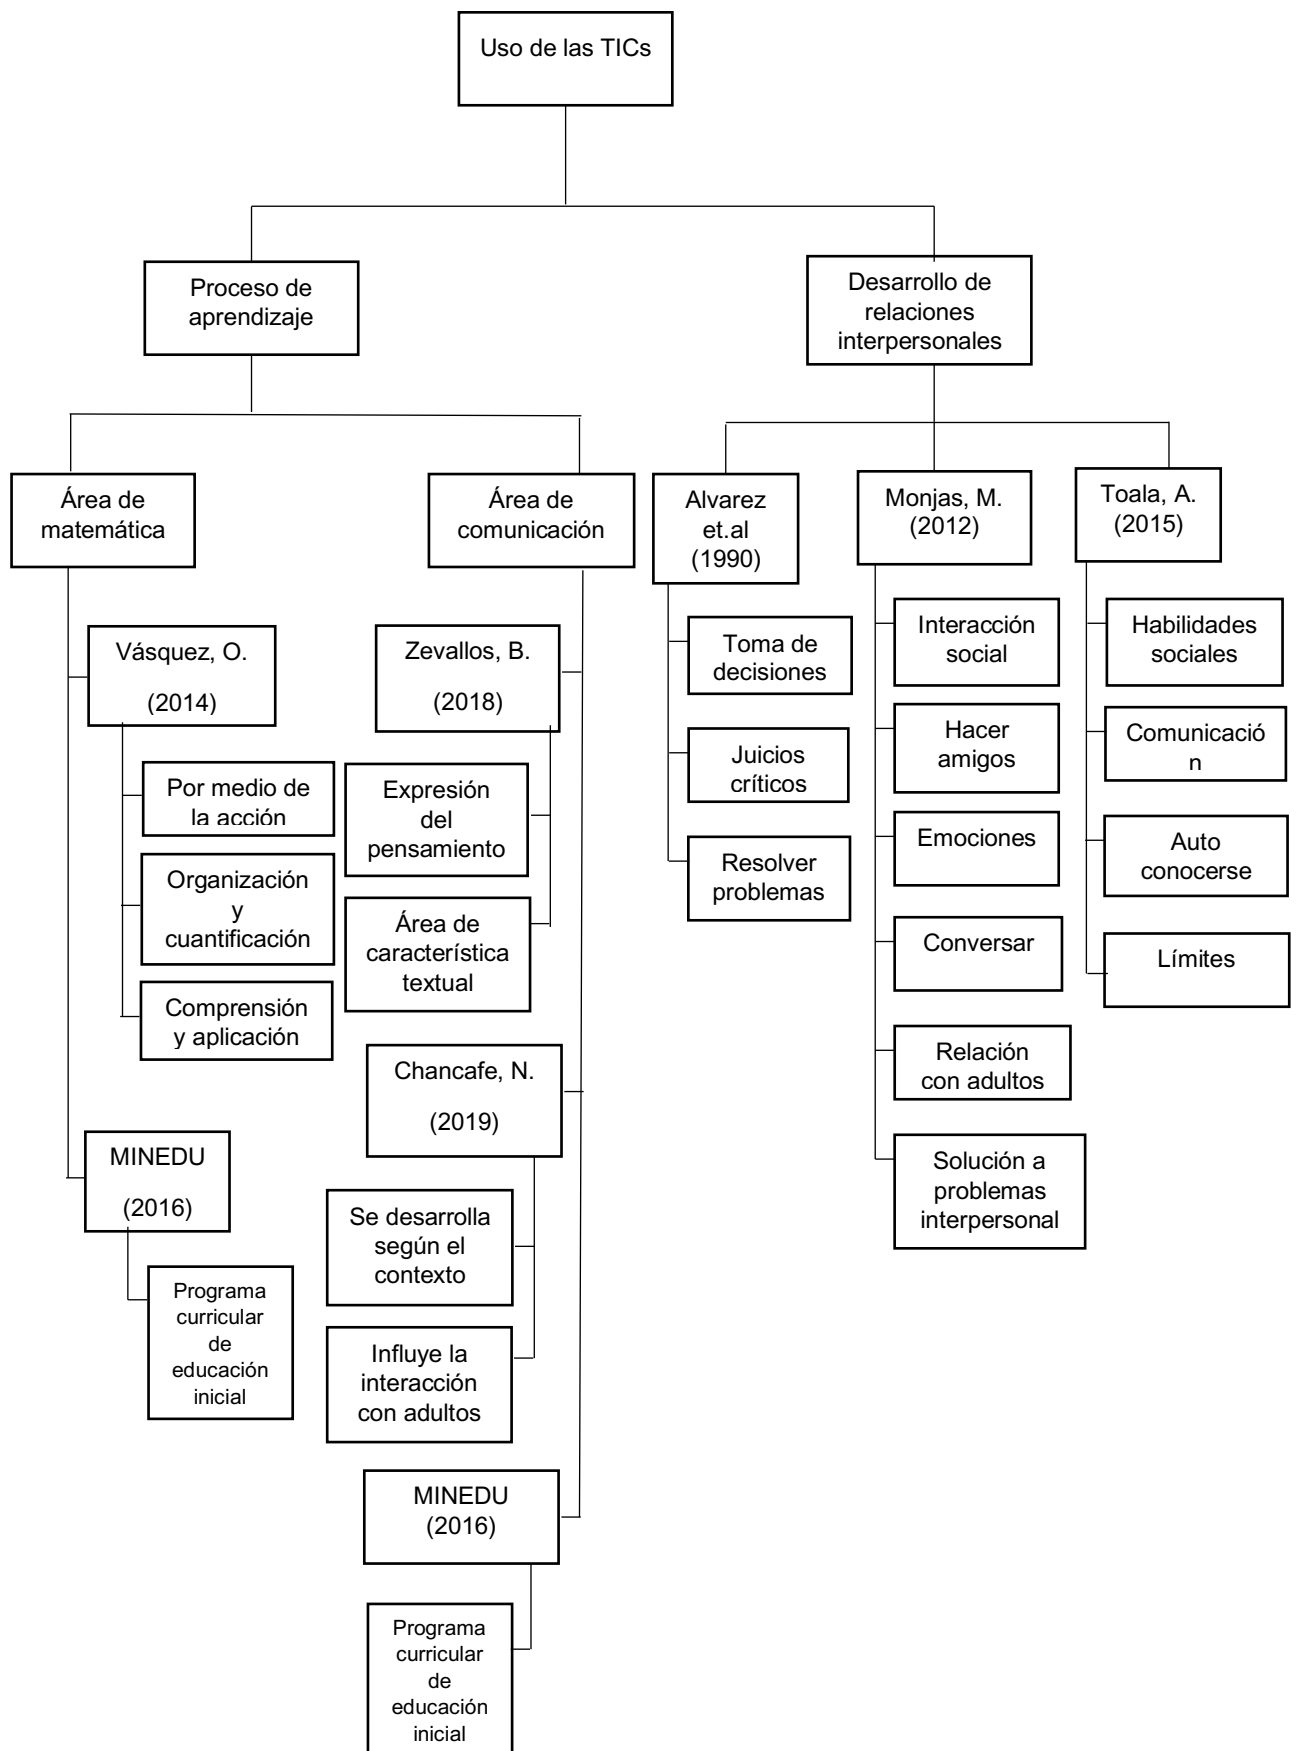 Uso de las TICs
Proceso de
aprendizaje
Desarrollo de
relaciones
interpersonales
Área de
matemática
Área de
comunicación
Alvarez
et.al
(1990)
Monjas, M.
(2012)
Toala, A.
(2015)
Vásquez, O.
(2014)
Por medio de
la acción
Organización
y
cuantificación
Comprensión
y aplicación
MINEDU
(2016)
Programa
curricular
de
educación
inicial
Zevallos, B.
(2018)
Expresión
del
pensamiento
Área de
característica
textual
Chancafe, N.
(2019)
Se desarrolla
según el
contexto
Influye la
interacción
con adultos
MINEDU
(2016)
Programa
curricular
de
educación
inicial
Toma de
decisiones
Juicios
críticos
Resolver
problemas
Interacción
social
Hacer
amigos
Emociones
Conversar
Relación
con adultos
Solución a
problemas
interpersonal
Habilidades
sociales
Comunicació
n
Auto
conocerse
Límites